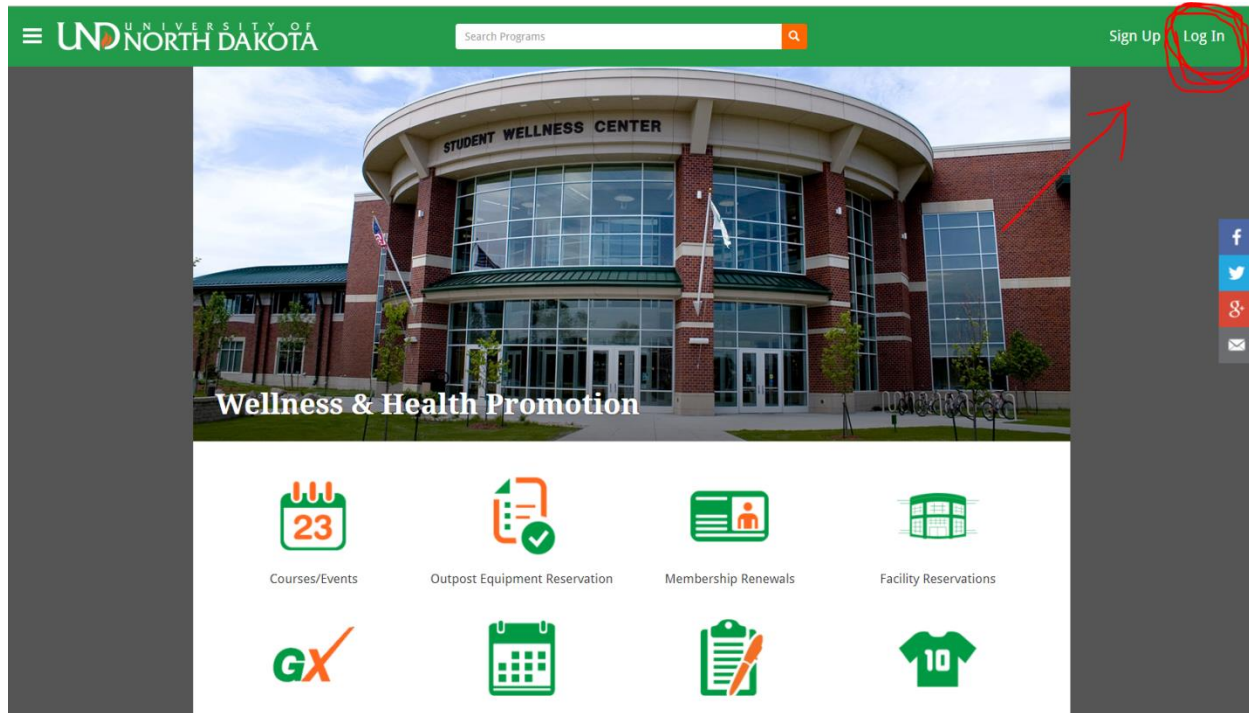 UND UNIVERSITY OF
NORTH DAKOTA
Search Programs
Sign Up
Log In
STUDENT WELLNESS CENTER
f
8+
Wellness & Health Promotion
23
Courses/Events
Outpost Equipment Reservation
Membership Renewals
Facility Reservations
GX
10